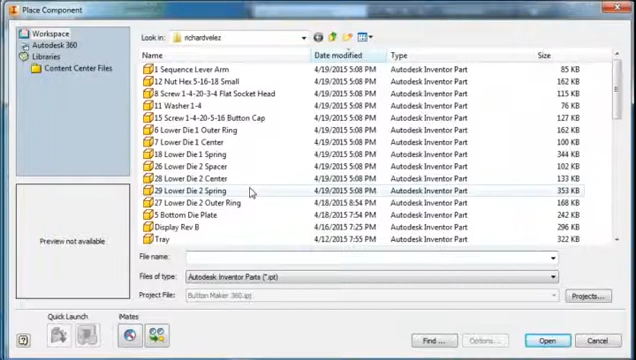 Place Component
Workspace
Autodesk 360
Libraries
Content Center Files
Look in:
richardvelez
Name Date modified Type Size
1 Sequence Lever Arm 4/19/2015 5:08 PM Autodesk Inventor Part 85 KB
12 Nut Hex 5-16-18 Small 4/19/2015 5:08 PM Autodesk Inventor Part 162 KB
8 Screw 1-4-20-3-4 Flat Socket Head 4/19/2015 5:08 PM Autodesk Inventor Part 115 KB
11 Washer 1-4 4/19/2015 5:08 PM Autodesk Inventor Part 76 KB
15 Screw 1-4-20-5-16 Button Cap 4/19/2015 5:08 PM Autodesk Inventor Part 118 KB
6 Lower Die 1 Outer Ring 4/19/2015 5:08 PM Autodesk Inventor Part 162 KB
7 Lower Die 1 Center 4/19/2015 5:08 PM Autodesk Inventor Part 100 KB
18 Lower Die 1 Spring 4/19/2015 5:08 PM Autodesk Inventor Part 344 KB
26 Lower Die 2 Spacer 4/19/2015 5:08 PM Autodesk Inventor Part 102 KB
28 Lower Die 2 Center 4/19/2015 5:08 PM Autodesk Inventor Part 133 KB
29 Lower Die 2 Spring 4/19/2015 5:08 PM Autodesk Inventor Part 353 KB
27 Lower Die 2 Outer Ring 4/18/2015 8:54 PM Autodesk Inventor Part 168 KB
5 Bottom Die Plate 4/18/2015 7:54 PM Autodesk Inventor Part 242 KB
Display Rev B 4/16/2015 7:25 PM Autodesk Inventor Part 296 KB
Tray 4/12/2015 7:55 PM Autodesk Inventor Part 322 KB
Preview not available
File name:
Files of type: Autodesk Inventor Parts (*.ipt)
Project File: Button Maker 360.ipj Projects...
Quick Launch Mates
Find... Options... Open Cancel